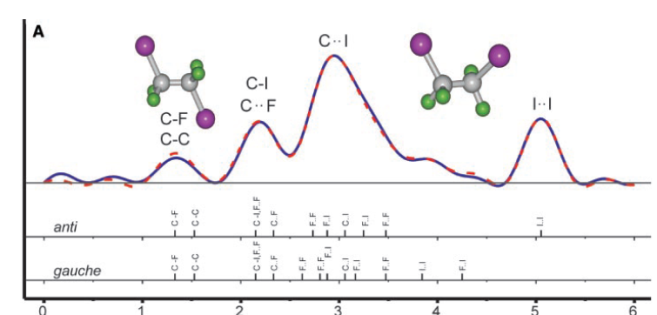 A
C··I
C-I
C··F
I··I
C-F
C-C
anti
C-F
C-C
C-I,F..F
C..F
F..F
F..I
C..I
F..I
F..F
I..I
gauche
C-F
C-C
C-I,F..F
C..F
F..F
F..F
F..I
C..I
F..I
F..F
I..I
F..I
0 1 2 3 4 5 6